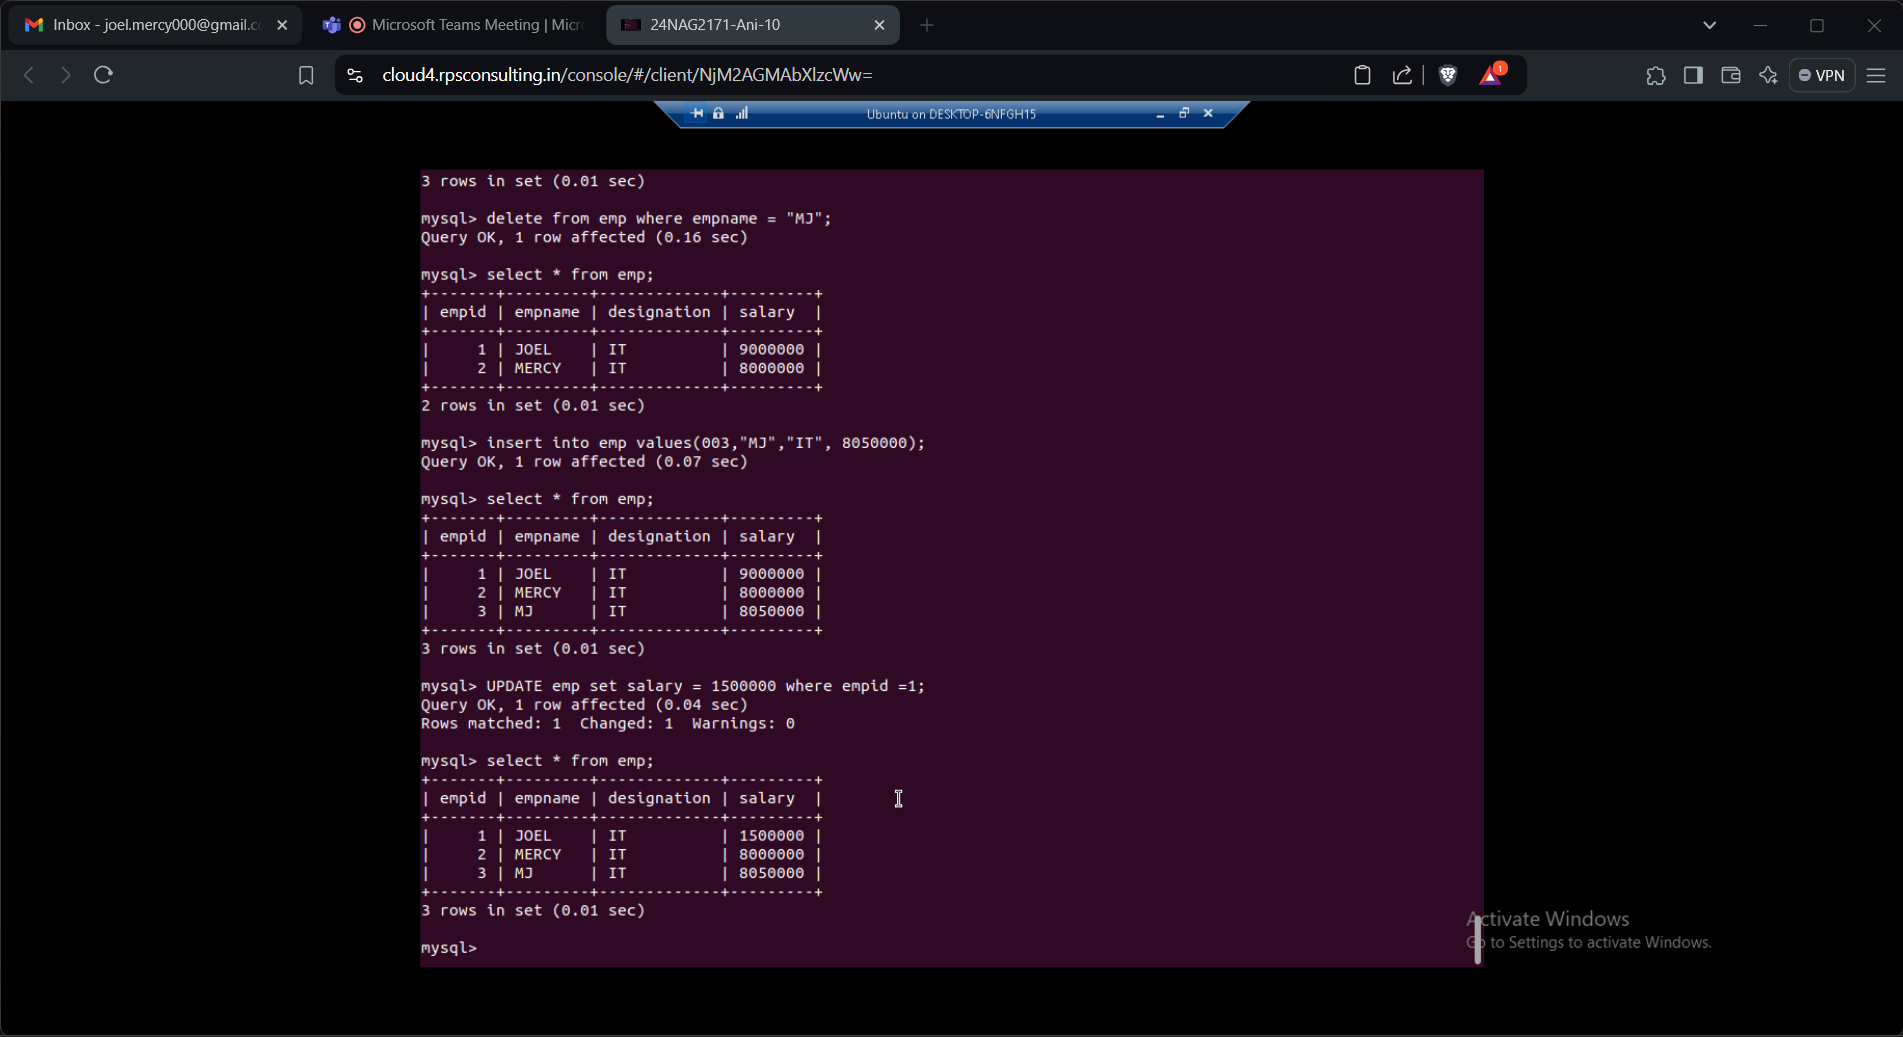 Inbox - joel.mercy000@gmail.c
Microsoft Teams Meeting | Micr
24NAG2171-Ani-10
cloud4.rpsconsulting.in/console/#/client/NjM2AGMAbXlzcWw=
1
VPN
Ubuntu on DESKTOP-6NFGH15
3 rows in set (0.01 sec)
mysql> delete from emp where empname = "MJ";
Query OK, 1 row affected (0.16 sec)
mysql> select * from emp;
+-------+---------+-------------+---------+
| empid | empname | designation | salary  |
+-------+---------+-------------+---------+
|     1 | JOEL    | IT          | 9000000 |
|     2 | MERCY   | IT          | 8000000 |
+-------+---------+-------------+---------+
2 rows in set (0.01 sec)
mysql> insert into emp values(003,"MJ","IT", 8050000);
Query OK, 1 row affected (0.07 sec)
mysql> select * from emp;
+-------+---------+-------------+---------+
| empid | empname | designation | salary  |
+-------+---------+-------------+---------+
|     1 | JOEL    | IT          | 9000000 |
|     2 | MERCY   | IT          | 8000000 |
|     3 | MJ      | IT          | 8050000 |
+-------+---------+-------------+---------+
3 rows in set (0.01 sec)
mysql> UPDATE emp set salary = 1500000 where empid =1;
Query OK, 1 row affected (0.04 sec)
Rows matched: 1  Changed: 1  Warnings: 0
mysql> select * from emp;
+-------+---------+-------------+---------+
| empid | empname | designation | salary  |
+-------+---------+-------------+---------+
|     1 | JOEL    | IT          | 1500000 |
|     2 | MERCY   | IT          | 8000000 |
|     3 | MJ      | IT          | 8050000 |
+-------+---------+-------------+---------+
3 rows in set (0.01 sec)
mysql>
Activate Windows
Go to Settings to activate Windows.